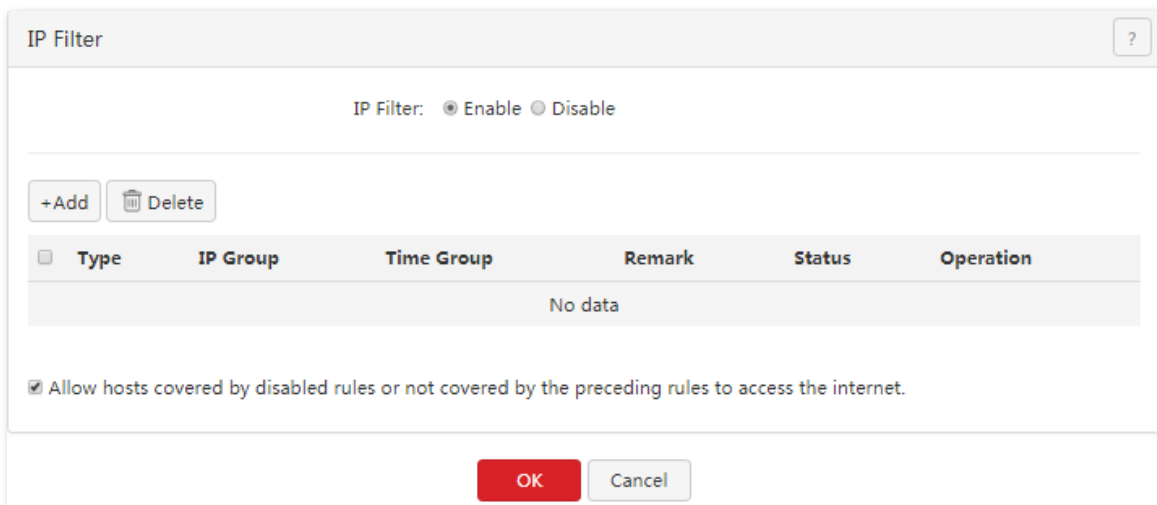 IP Filter
?
IP Filter: Enable Disable
+Add Delete
Type IP Group Time Group Remark Status Operation
No data
Allow hosts covered by disabled rules or not covered by the preceding rules to access the internet.
OK Cancel